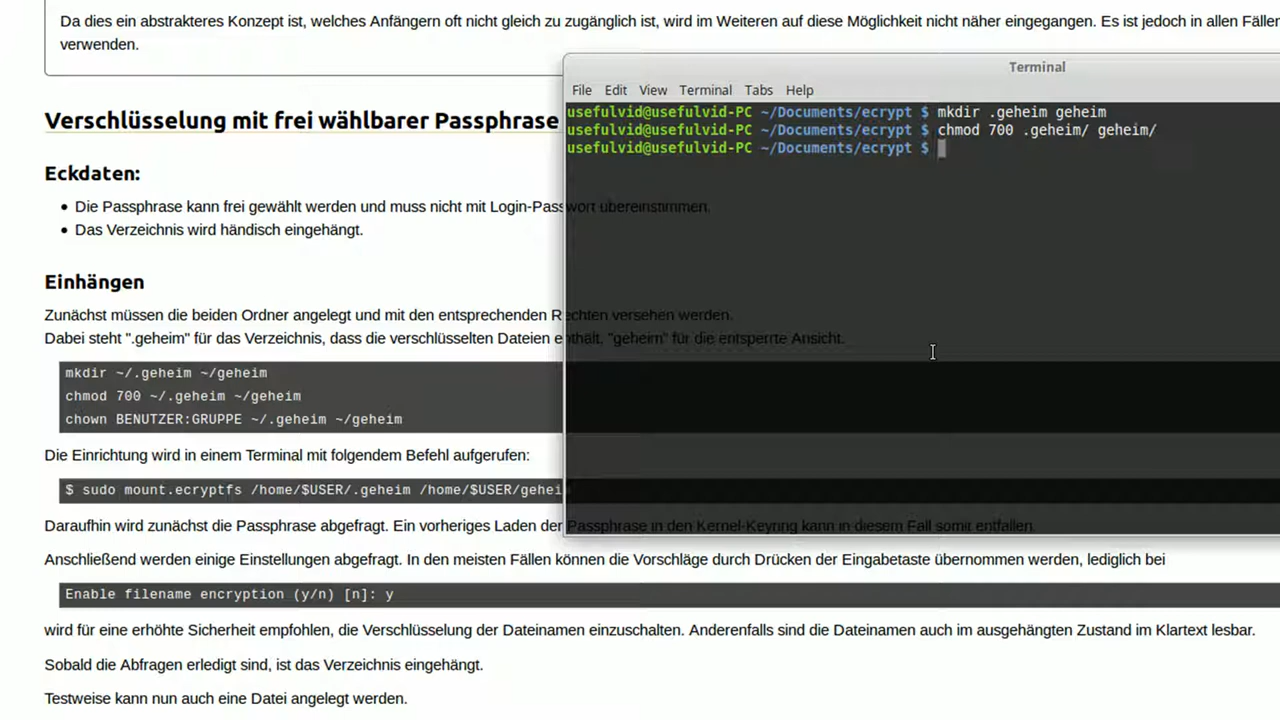 Da dies ein abstrakteres Konzept ist, welches Anfängern oft nicht gleich zu zugänglich ist, wird im Weiteren auf diese Möglichkeit nicht näher eingegangen. Es ist jedoch in allen Fällen
verwenden.
Verschlüsselung mit frei wählbarer Passphrase
Eckdaten:
Die Passphrase kann frei gewählt werden und muss nicht mit Login-Passwort übereinstimmen.
Das Verzeichnis wird händisch eingehängt.
Einhängen
Zunächst müssen die beiden Ordner angelegt und mit den entsprechenden Rechten versehen werden.
Dabei steht ".geheim" für das Verzeichnis, dass die verschlüsselten Dateien enthält, "geheim" für die entsperrte Ansicht.
mkdir ~/.geheim ~/geheim
chmod 700 ~/.geheim ~/geheim
chown BENUTZER:GRUPPE ~/.geheim ~/geheim
Die Einrichtung wird in einem Terminal mit folgendem Befehl aufgerufen:
$ sudo mount.ecryptfs /home/$USER/.geheim /home/$USER/geheim
Daraufhin wird zunächst die Passphrase abgefragt. Ein vorheriges Laden der Passphrase in den Kernel-Keyring kann in diesem Fall somit entfallen.
Anschließend werden einige Einstellungen abgefragt. In den meisten Fällen können die Vorschläge durch Drücken der Eingabetaste übernommen werden, lediglich bei
Enable filename encryption (y/n) [n]: y
wird für eine erhöhte Sicherheit empfohlen, die Verschlüsselung der Dateinamen einzuschalten. Anderenfalls sind die Dateinamen auch im ausgehängten Zustand im Klartext lesbar.
Sobald die Abfragen erledigt sind, ist das Verzeichnis eingehängt.
Testweise kann nun auch eine Datei angelegt werden.
Terminal
File Edit View Terminal Tabs Help
usefulvid@usefulvid-PC ~/Documents/ecrypt $ mkdir .geheim geheim
usefulvid@usefulvid-PC ~/Documents/ecrypt $ chmod 700 .geheim/ geheim/
usefulvid@usefulvid-PC ~/Documents/ecrypt $